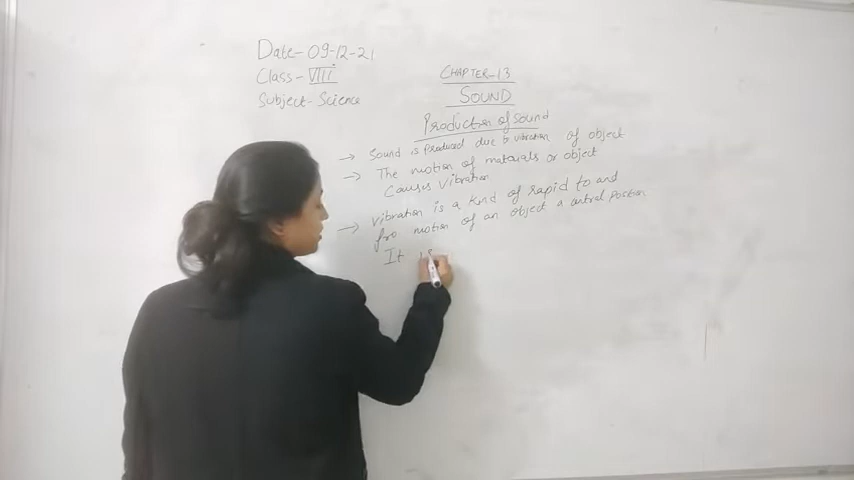 Date-09-12-21
Class-VIII
Subject-Science
CHAPTER-13
SOUND
Production of sound
→ Sound is produced due to vibration of object
→ The motion of materials or object
causes vibration
→ Vibration is a kind of rapid to and
fro motion of an object a central position
It is